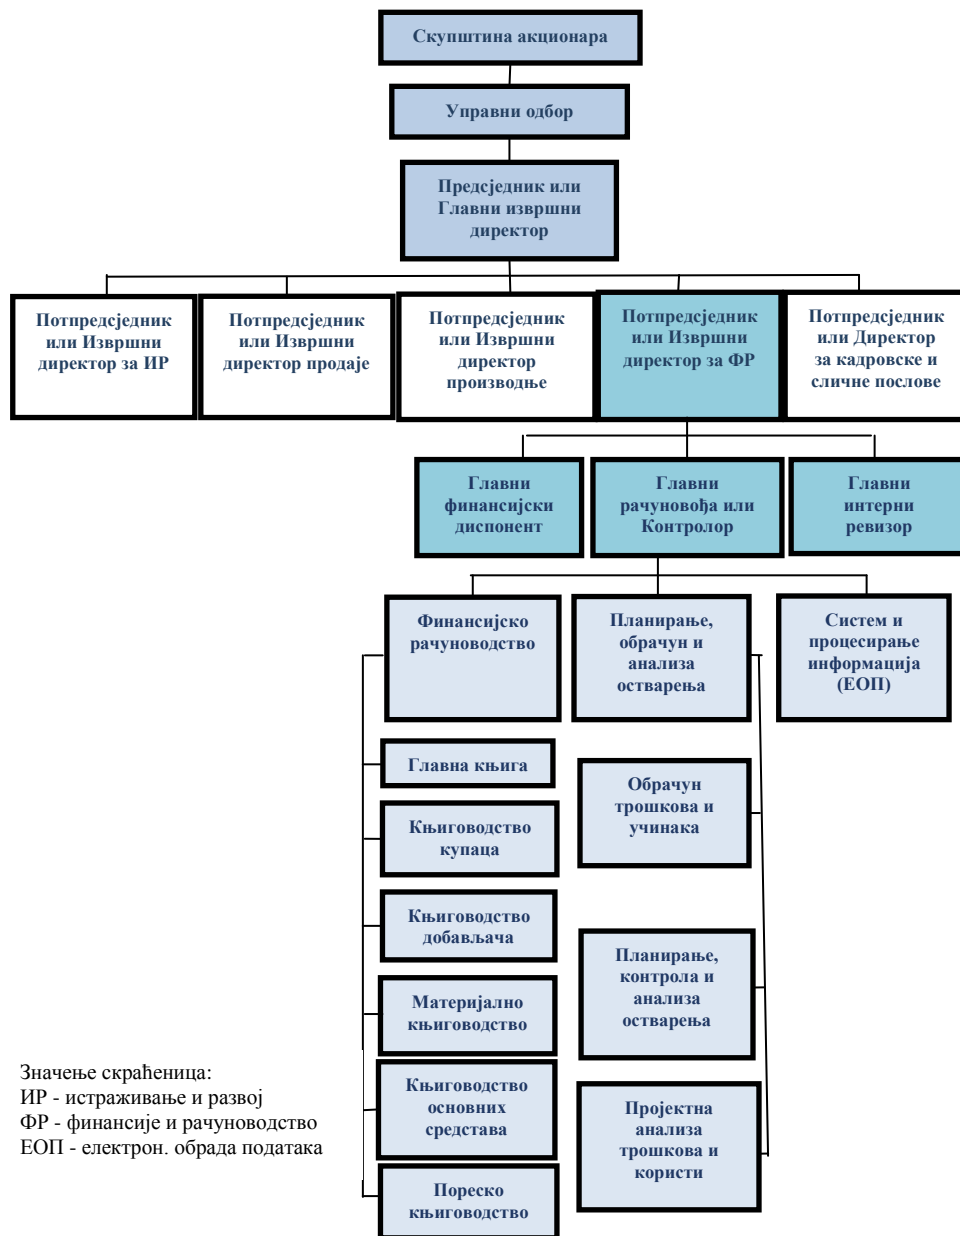 Скупштина акционара
Управни одбор
Предсједник или
Главни извршни
директор
Потпредсједник
или Извршни
директор за ИР
Потпредсједник
или Извршни
директор продаје
Потпредсједник
или Извршни
директор
производње
Потпредсједник
или Извршни
директор за ФР
Потпредсједник
или Директор
за кадровске и
сличне послове
Главни
финансијски
диспонент
Главни
рачуновођа или
Контролор
Главни
интерни
ревизор
Финансијско
рачуноводство
Планирање,
обрачун и
анализа
остварења
Систем и
процесирање
информација
(ЕОП)
Главна књига
Књиговодство
купаца
Књиговодство
добављача
Материјално
књиговодство
Књиговодство
основних
средстава
Пореско
књиговодство
Обрачун
трошкова и
учинака
Планирање,
контрола и
анализа
остварења
Пројектна
анализа
трошкова и
користи
Значење скраћеница:
ИР - истраживање и развој
ФР - финансије и рачуноводство
ЕОП - електрон. обрада података